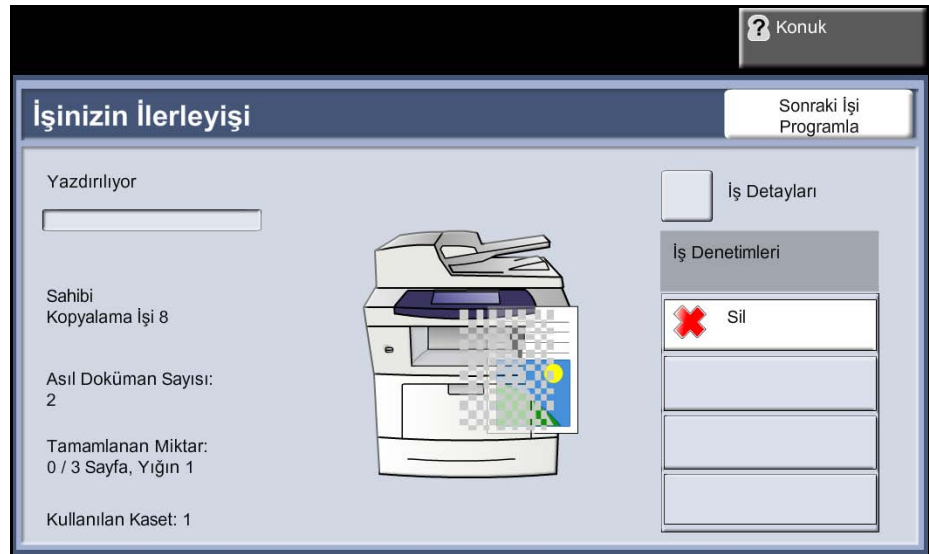 Konuk
İşinizin İlerleyişi
Sonraki İşi
Programla
Yazdırılıyor
İş Detayları
İş Denetimleri
Sahibi
Kopyalama İşi 8
Sil
Asıl Doküman Sayısı:
2
Tamamlanan Miktar:
0 / 3 Sayfa, Yığın 1
Kullanılan Kaset: 1